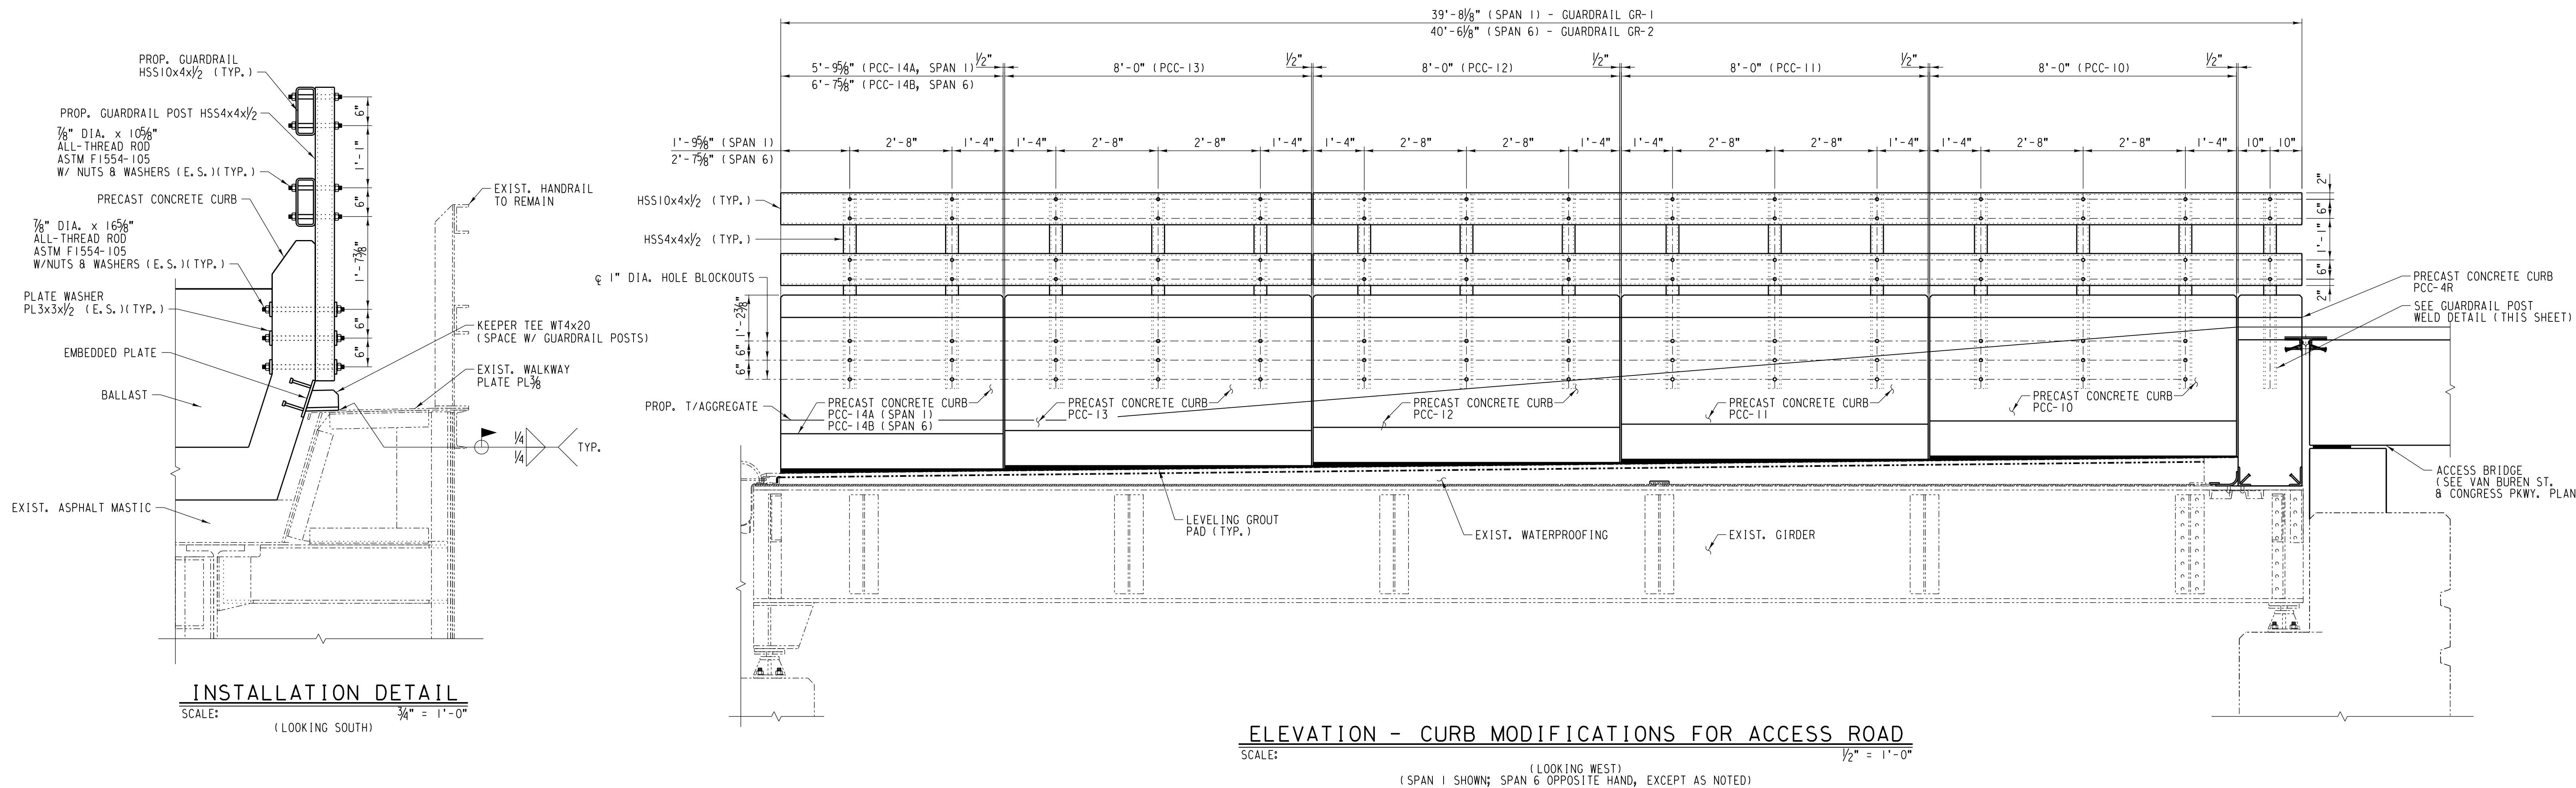 PROP. GUARDRAIL
HSS10x4x½ (TYP.)
PROP. GUARDRAIL POST HSS4x4x½
⅞" DIA. x 10⅝"
ALL-THREAD ROD
ASTM F1554-105
W/ NUTS & WASHERS (E.S.)(TYP.)
PRECAST CONCRETE CURB
⅞" DIA. x 16⅝"
ALL-THREAD ROD
ASTM F1554-105
W/NUTS & WASHERS (E.S.)(TYP.)
PLATE WASHER
PL3x3x½ (E.S.)(TYP.)
EMBEDDED PLATE
BALLAST
EXIST. ASPHALT MASTIC
6"
1'-1"
6"
1'-7⅞"
6"
6"
EXIST. HANDRAIL
TO REMAIN
KEEPER TEE WT4x20
(SPACE W/ GUARDRAIL POSTS)
EXIST. WALKWAY
PLATE PL⅜
¼
¼
TYP.
INSTALLATION DETAIL
SCALE: ¾" = 1'-0"
(LOOKING SOUTH)
39'-8⅛" (SPAN 1) - GUARDRAIL GR-1
40'-6⅛" (SPAN 6) - GUARDRAIL GR-2
5'-9⅝" (PCC-14A, SPAN 1)
6'-7⅝" (PCC-14B, SPAN 6)
½"
8'-0" (PCC-13)
½"
8'-0" (PCC-12)
½"
8'-0" (PCC-11)
½"
8'-0" (PCC-10)
½"
1'-9⅝" (SPAN 1)
2'-7⅝" (SPAN 6)
2'-8" 1'-4" 1'-4" 2'-8" 2'-8" 1'-4" 1'-4" 2'-8" 2'-8" 1'-4" 1'-4" 2'-8" 2'-8" 1'-4" 1'-4" 2'-8" 2'-8" 1'-4" 10" 10"
HSS10x4x½ (TYP.)
HSS4x4x½ (TYP.)
℄ 1" DIA. HOLE BLOCKOUTS
1'-2⅜"
6"
6"
2"
6"
1'-1"
6"
2"
PRECAST CONCRETE CURB
PCC-4R
SEE GUARDRAIL POST
WELD DETAIL (THIS SHEET)
PROP. T/AGGREGATE
PRECAST CONCRETE CURB
PCC-14A (SPAN 1)
PCC-14B (SPAN 6)
PRECAST CONCRETE CURB
PCC-13
PRECAST CONCRETE CURB
PCC-12
PRECAST CONCRETE CURB
PCC-11
PRECAST CONCRETE CURB
PCC-10
LEVELING GROUT
PAD (TYP.)
EXIST. WATERPROOFING
EXIST. GIRDER
ACCESS BRIDGE
(SEE VAN BUREN ST.
& CONGRESS PKWY. PLAN
ELEVATION - CURB MODIFICATIONS FOR ACCESS ROAD
SCALE: ½" = 1'-0"
(LOOKING WEST)
(SPAN 1 SHOWN; SPAN 6 OPPOSITE HAND, EXCEPT AS NOTED)